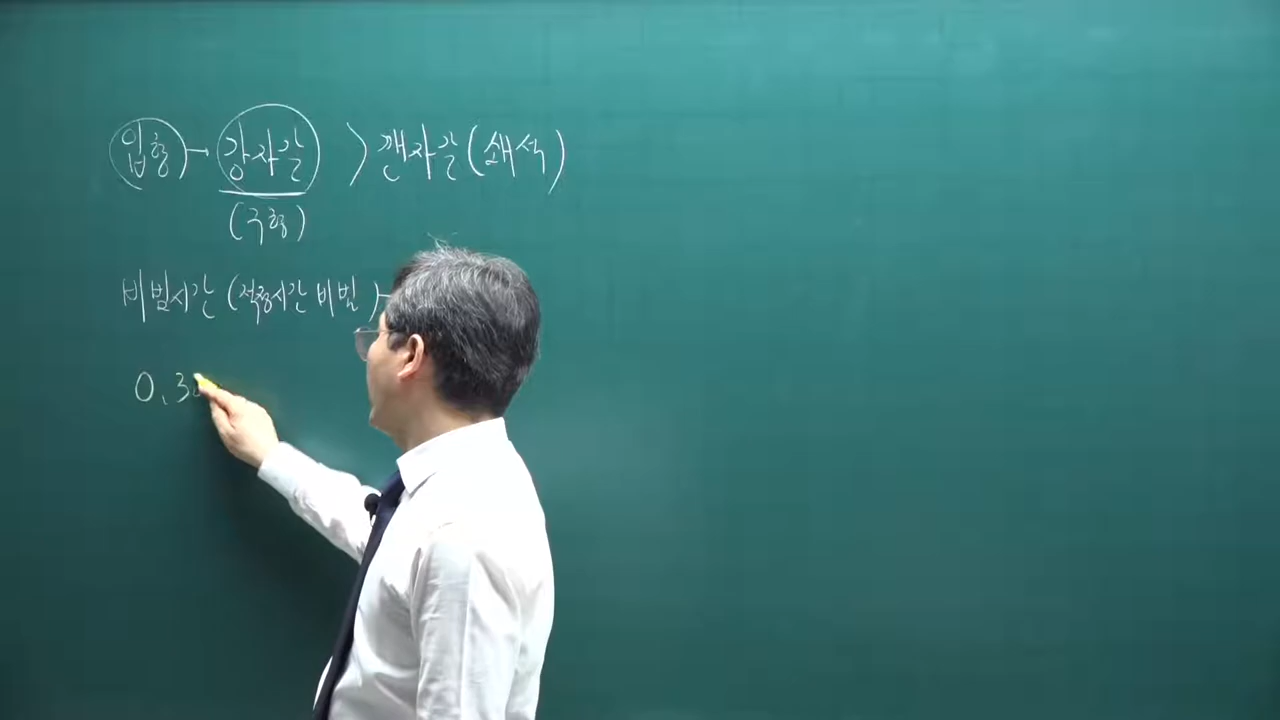 입형 → 강자갈 > 깬자갈 (쇄석)
(구형)
비빔시간 (적정시간 비빔)
0.3